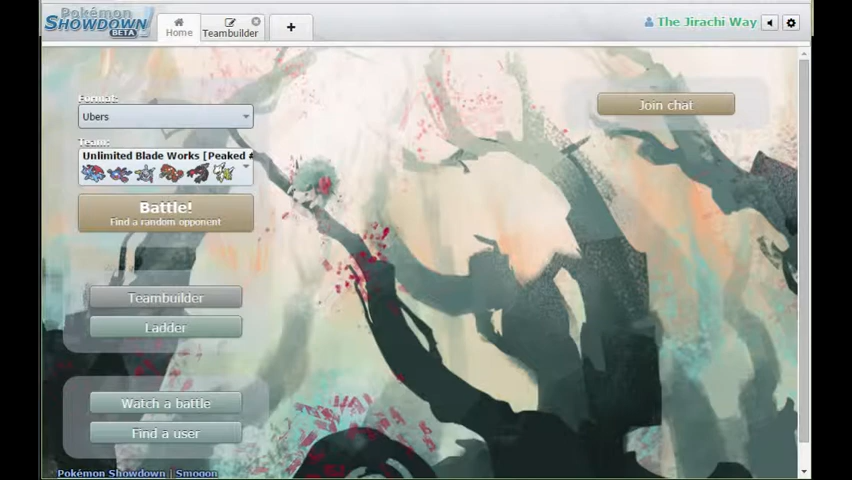 Pokémon
SHOWDOWN
BETA
Home
Teambuilder
+
The Jirachi Way
Format:
Ubers
Team:
Unlimited Blade Works [Peaked
Battle!
Find a random opponent
Join chat
Teambuilder
Ladder
Watch a battle
Find a user
Pokémon Showdown | Smogon